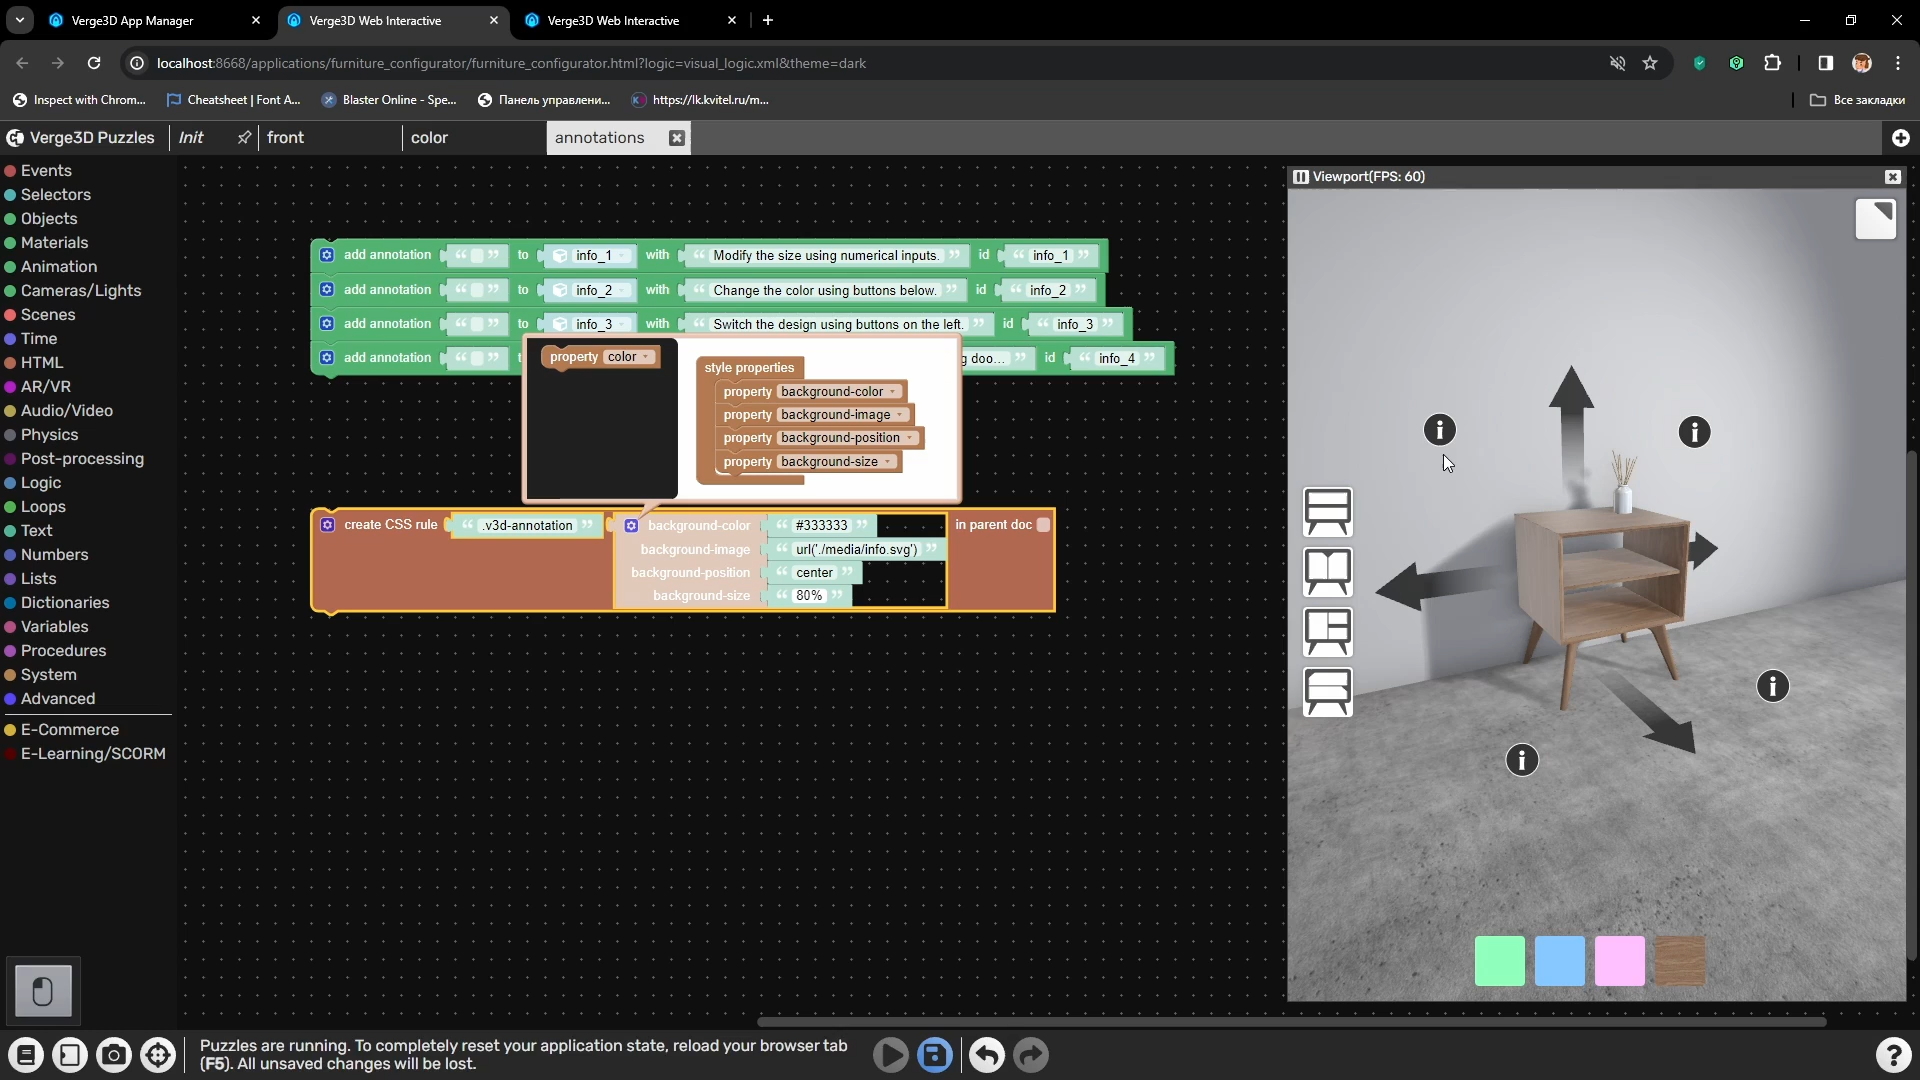 Verge3D App Manager
Verge3D Web Interactive
Verge3D Web Interactive
localhost:8668/applications/furniture_configurator/furniture_configurator.html?logic=visual_logic.xml&theme=dark
Inspect with Chrom...
Cheatsheet | Font A...
Blaster Online - Spe...
Панель управлени...
https://lk.kvitel.ru/m...
Все закладки
Verge3D Puzzles
Init
front
color
annotations
Events
Selectors
Objects
Materials
Animation
Cameras/Lights
Scenes
Time
HTML
AR/VR
Audio/Video
Physics
Post-processing
Logic
Loops
Text
Numbers
Lists
Dictionaries
Variables
Procedures
System
Advanced
E-Commerce
E-Learning/SCORM
add annotation “ ” to info_1 with “ Modify the size using numerical inputs. ” id “ info_1 ”
add annotation “ ” to info_2 with “ Change the color using buttons below. ” id “ info_2 ”
add annotation “ ” to info_3 with “ Switch the design using buttons on the left. ” id “ info_3 ”
add annotation “ ” t g doo... ” id “ info_4 ”
property color
style properties
property background-color
property background-image
property background-position
property background-size
create CSS rule “ .v3d-annotation ” background-color “ #333333 ” in parent doc
background-image “ url('./media/info.svg') ”
background-position “ center ”
background-size “ 80% ”
Viewport(FPS: 60)
i
i
i
i
Puzzles are running. To completely reset your application state, reload your browser tab
(F5). All unsaved changes will be lost.
?